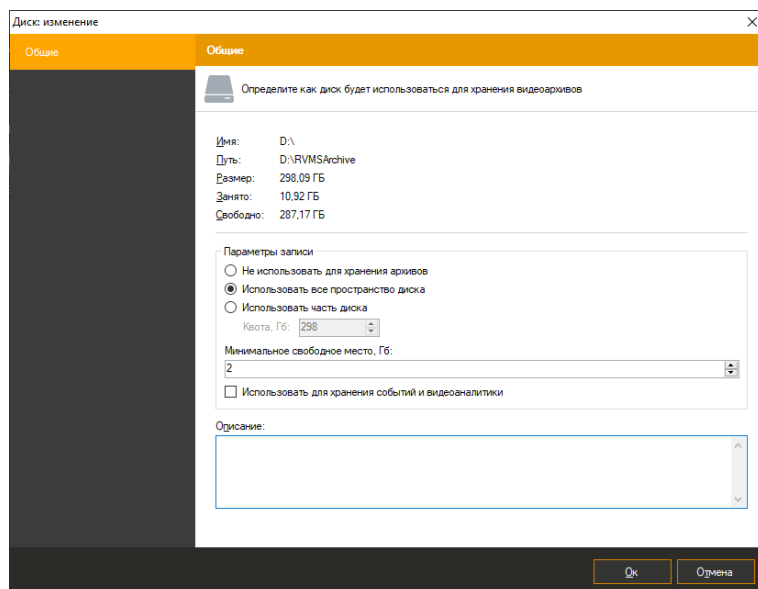 Диск: изменение
Общие
Общие
Определите как диск будет использоваться для хранения видеоархивов
Имя: D:\
Путь: D:\RVMSArchive
Размер: 298,09 ГБ
Занято: 10,92 ГБ
Свободно: 287,17 ГБ
Параметры записи
Не использовать для хранения архивов
Использовать все пространство диска
Использовать часть диска
Квота, Гб: 298
Минимальное свободное место, Гб:
2
Использовать для хранения событий и видеоаналитики
Описание:
Ок Отмена